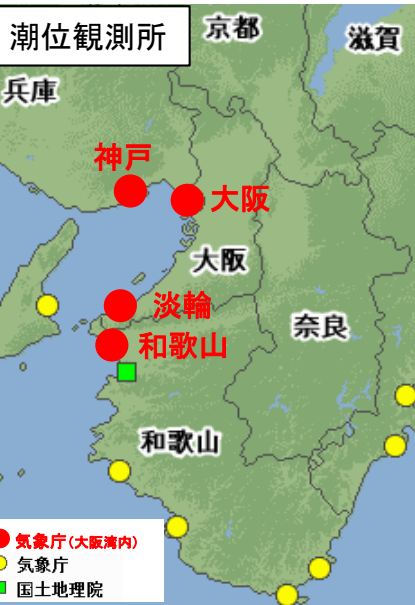 潮位観測所
京都
滋賀
兵庫
神戸
大阪
大阪
淡輪
奈良
和歌山
和歌山
気象庁(大阪湾内)
気象庁
国土地理院